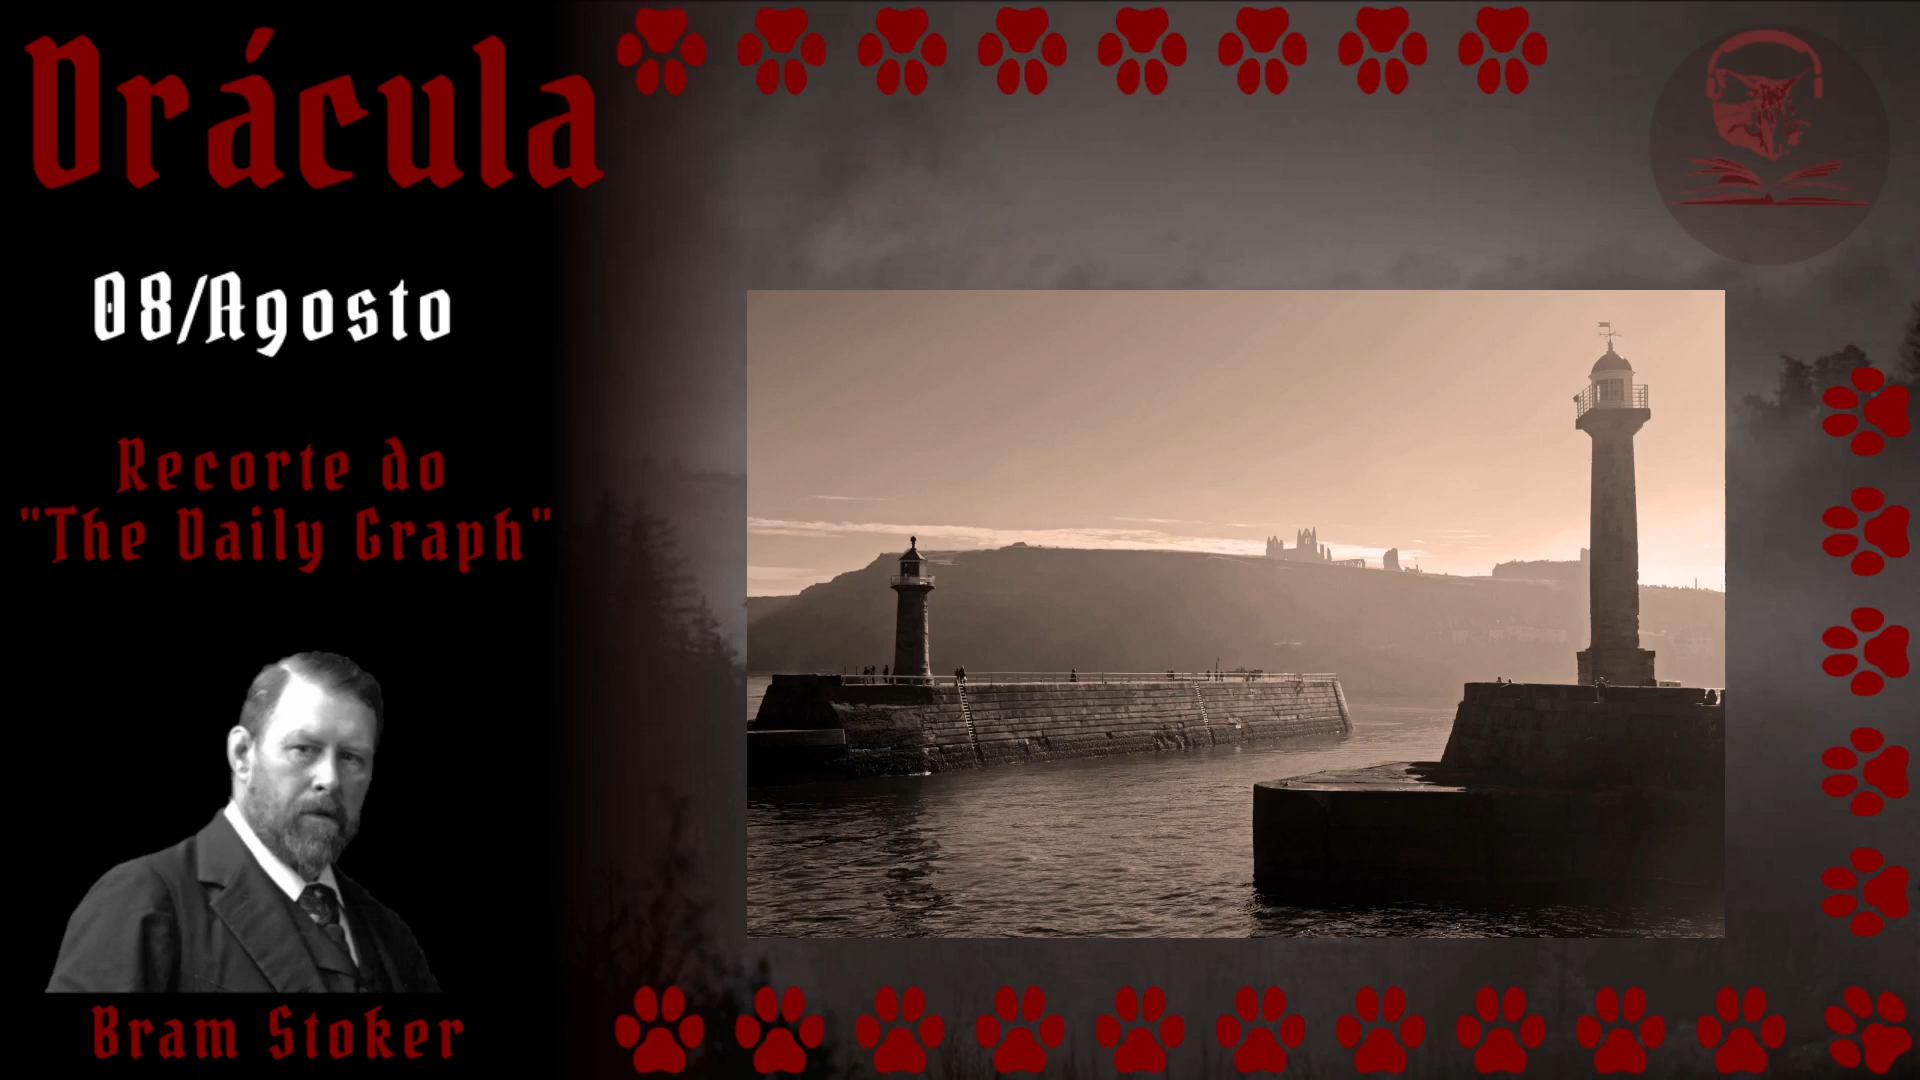 Drácula
08/Agosto
Recorte do
"The Daily Graph"
Bram Stoker